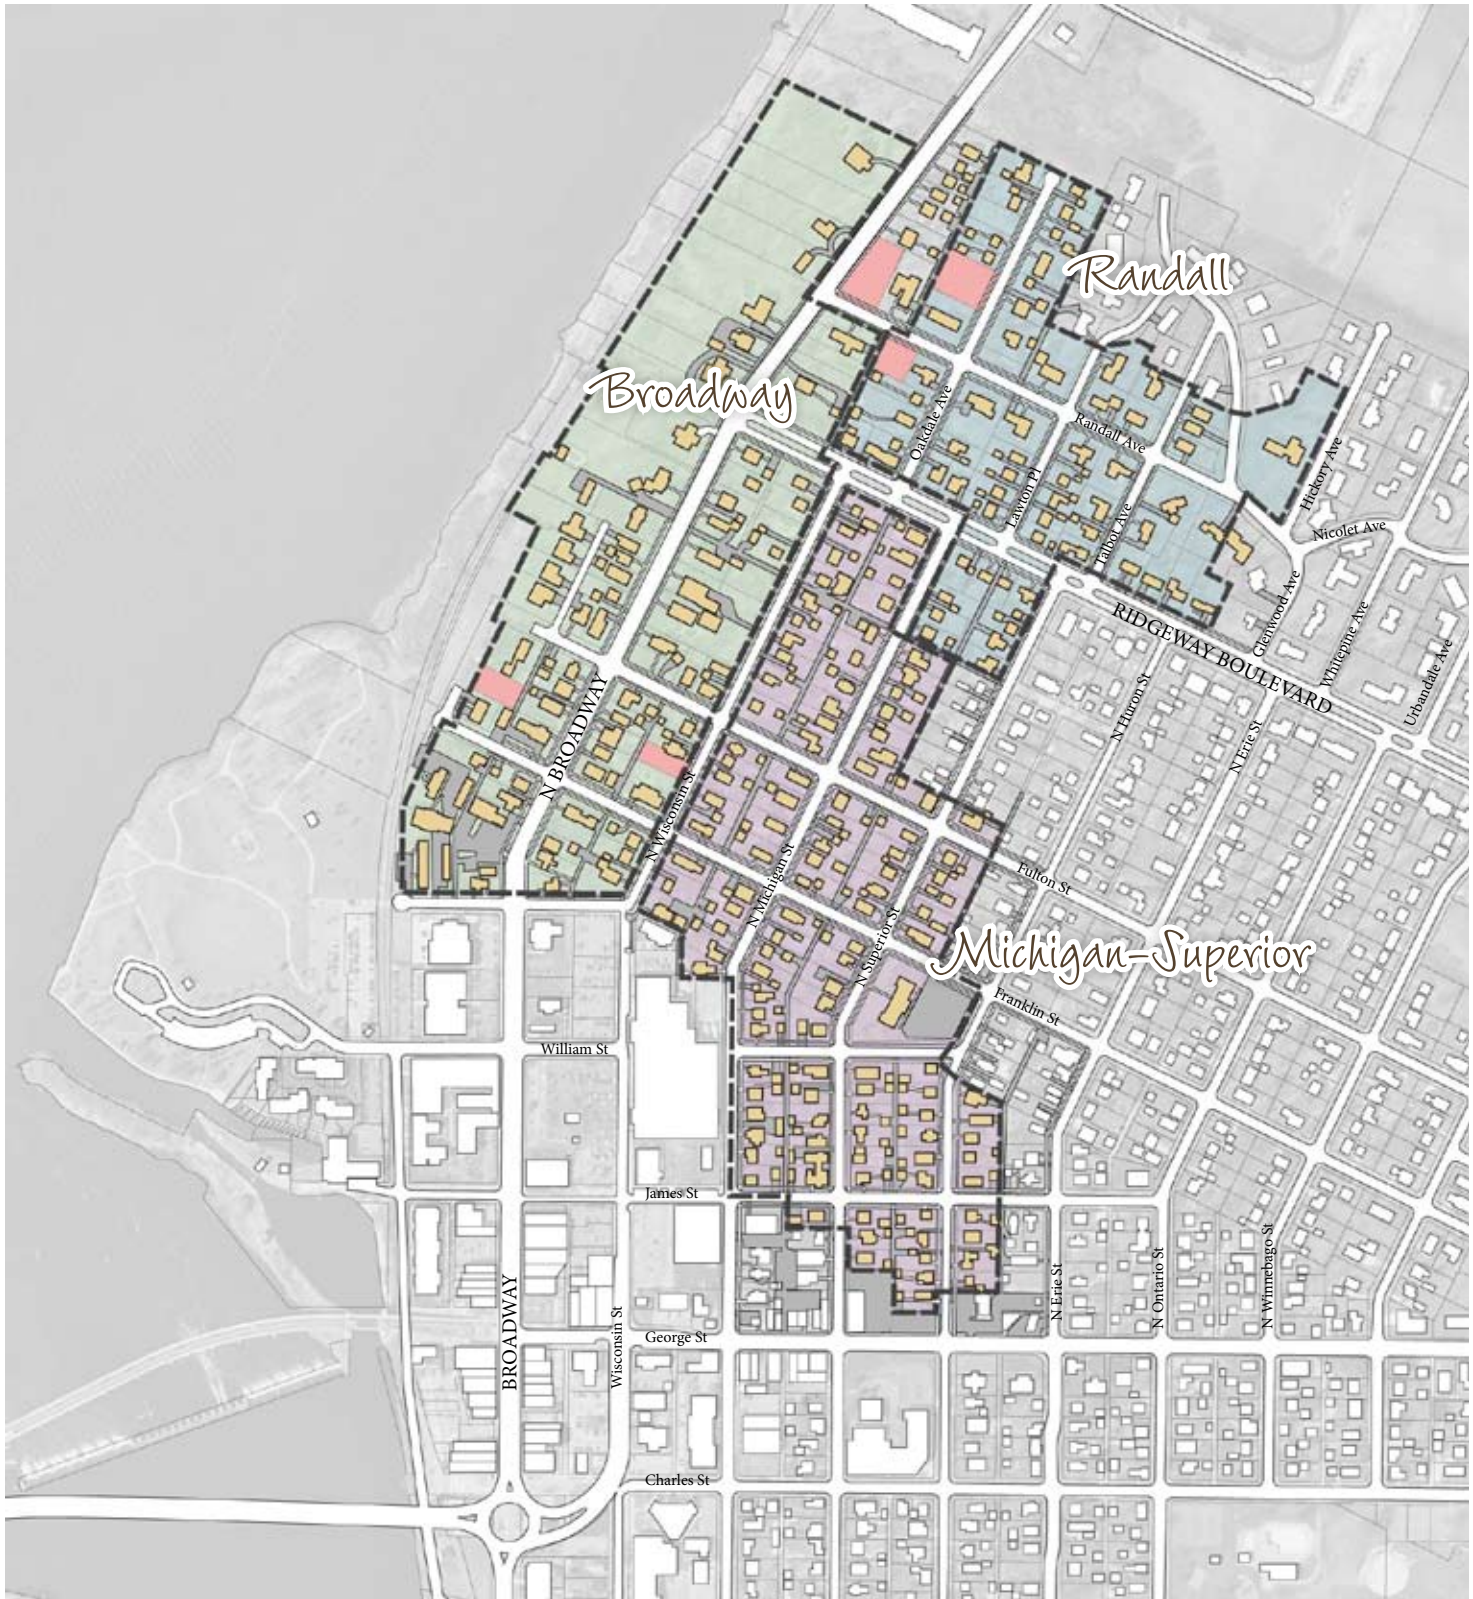 Randall
Broadway
Oakdale Ave
Randall Ave
Lawton Pl
Talbot Ave
Hickory Ave
Nicolet Ave
Glenwood Ave
Whitepine Ave
Urbandale Ave
RIDGEWAY BOULEVARD
N Huron St
N Erie St
N BROADWAY
N Wisconsin St
N Michigan St
N Superior St
Fulton St
Michigan-Superior
Franklin St
William St
James St
N Erie St
N Ontario St
N Winnebago St
BROADWAY
Wisconsin St
George St
Charles St